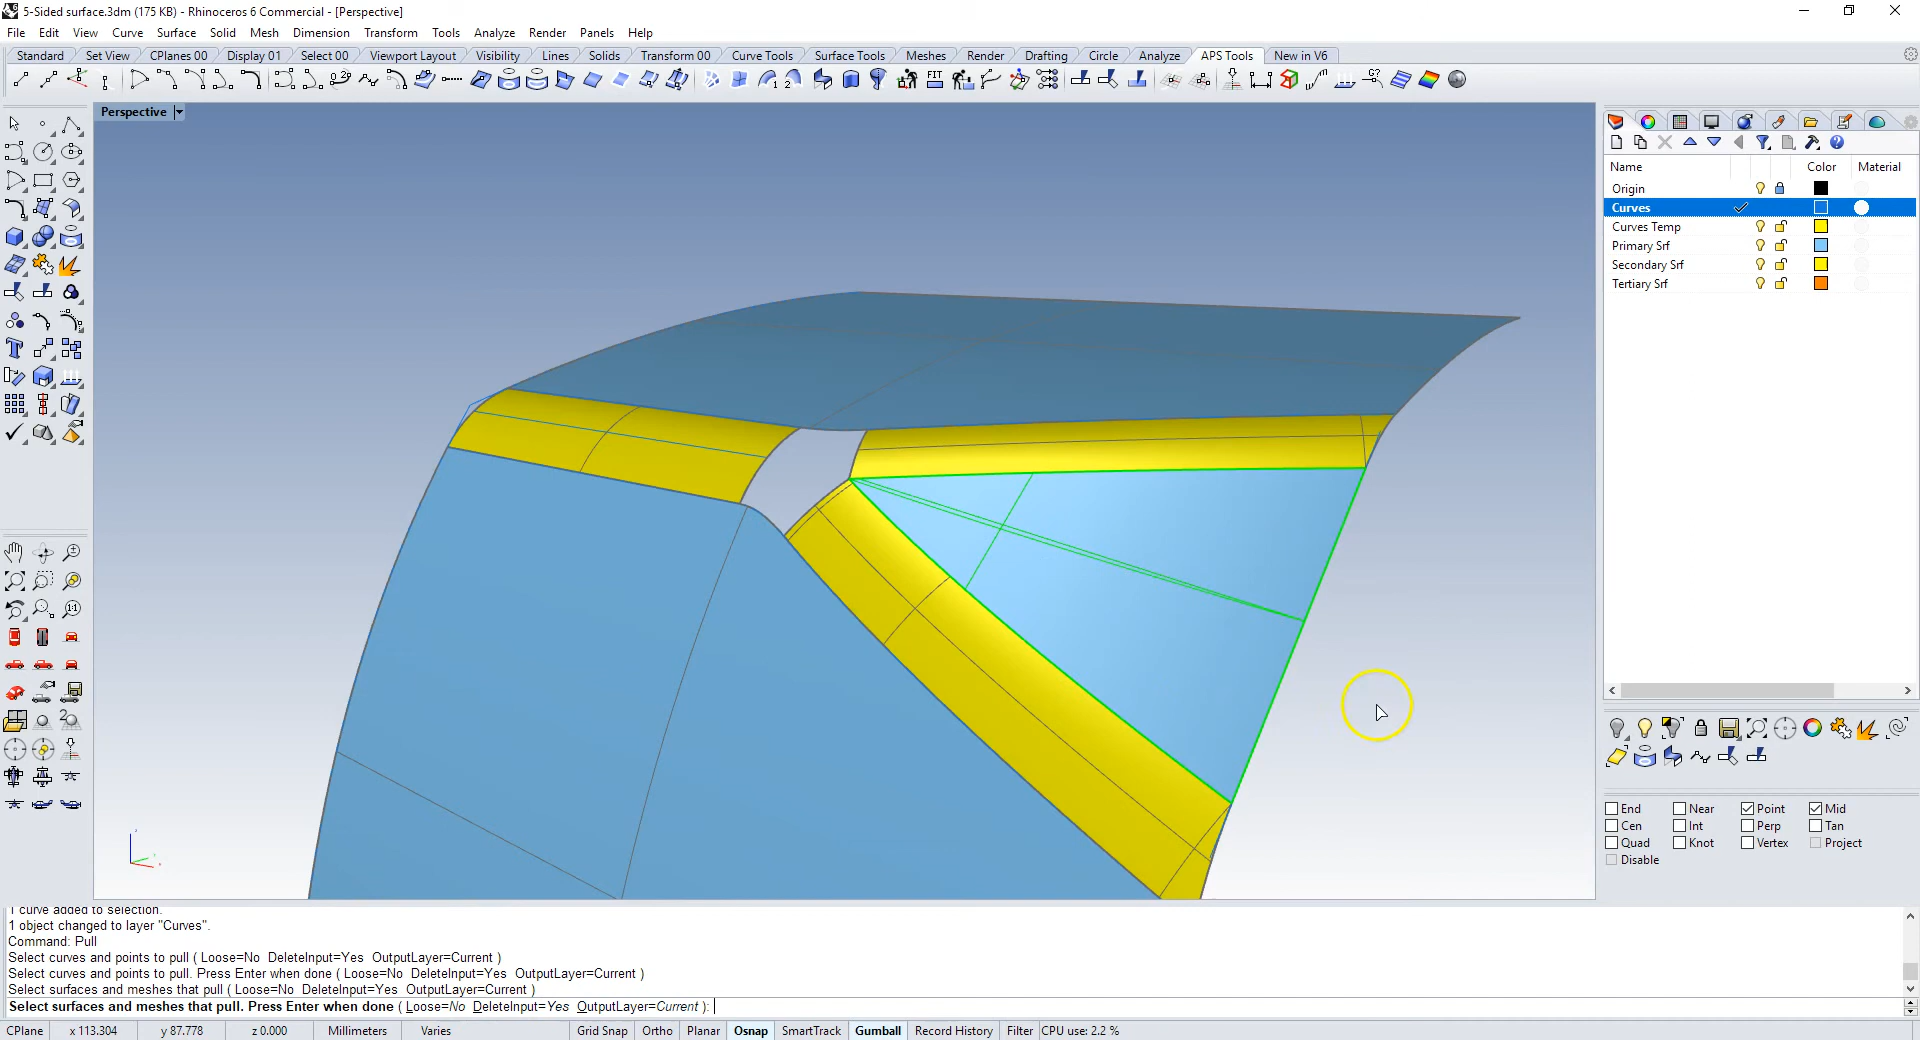 5-Sided surface.3dm (175 KB) - Rhinoceros 6 Commercial - [Perspective]
File Edit View Curve Surface Solid Mesh Dimension Transform Tools Analyze Render Panels Help
Standard Set View CPlanes 00 Display 01 Select 00 Viewport Layout Visibility Lines Solids Transform 00 Curve Tools Surface Tools Meshes Render Drafting Circle Analyze APS Tools New in V6
Perspective
Name Color Material
Origin
Curves
Curves Temp
Primary Srf
Secondary Srf
Tertiary Srf
End Near Point Mid
Cen Int Perp Tan
Quad Knot Vertex Project
Disable
1 curve added to selection.
1 object changed to layer "Curves".
Command: Pull
Select curves and points to pull ( Loose=No DeleteInput=Yes OutputLayer=Current )
Select curves and points to pull. Press Enter when done ( Loose=No DeleteInput=Yes OutputLayer=Current )
Select surfaces and meshes that pull ( Loose=No DeleteInput=Yes OutputLayer=Current )
Select surfaces and meshes that pull. Press Enter when done ( Loose=No DeleteInput=Yes OutputLayer=Current ):
CPlane x 113.304 y 87.778 z 0.000 Millimeters Varies Grid Snap Ortho Planar Osnap SmartTrack Gumball Record History Filter CPU use: 2.2 %